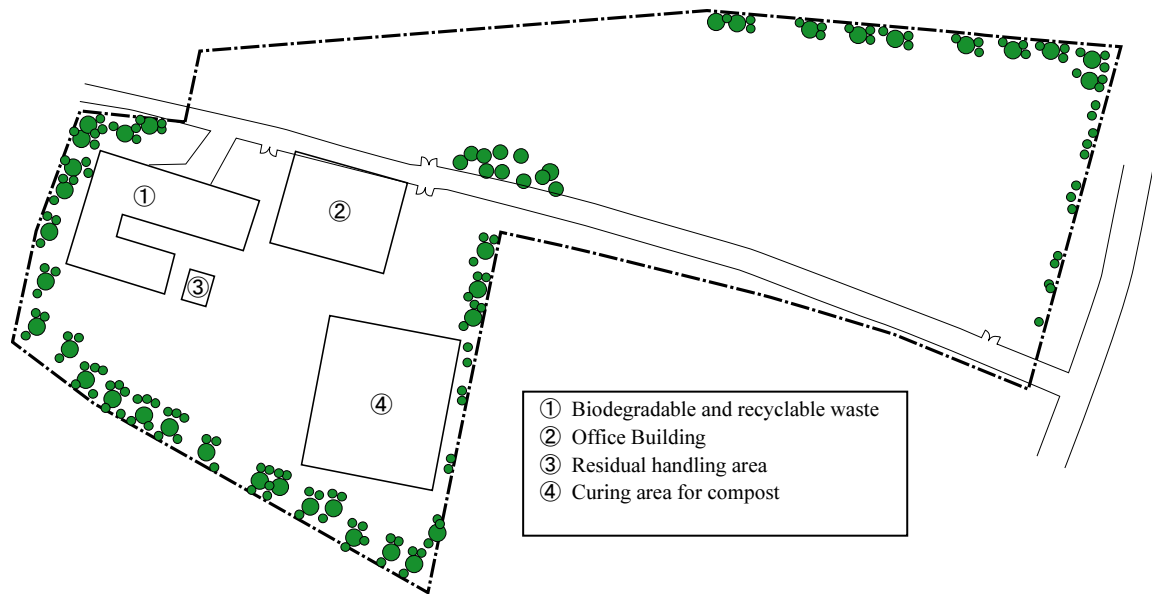 ①
②
③
④
① Biodegradable and recyclable waste
② Office Building
③ Residual handling area
④ Curing area for compost